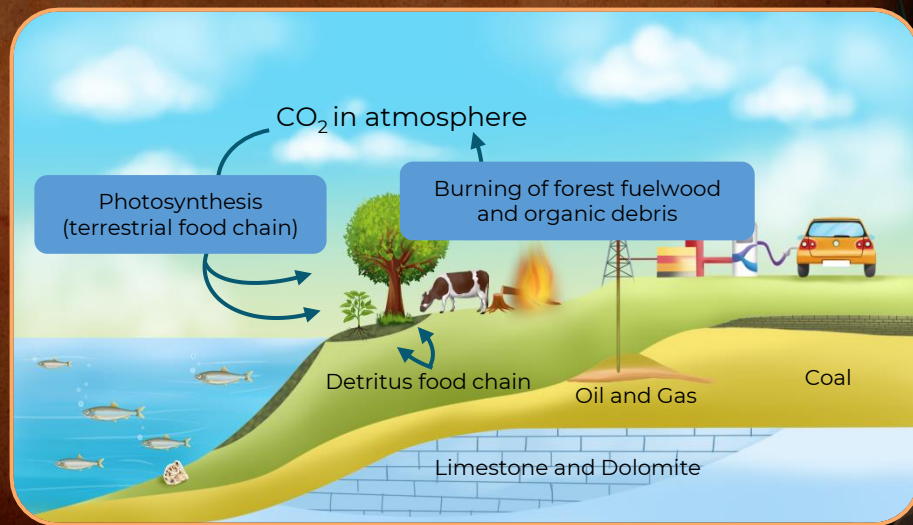 CO₂ in atmosphere
Photosynthesis
(terrestrial food chain)
Burning of forest fuelwood
and organic debris
Detritus food chain
Oil and Gas
Coal
Limestone and Dolomite